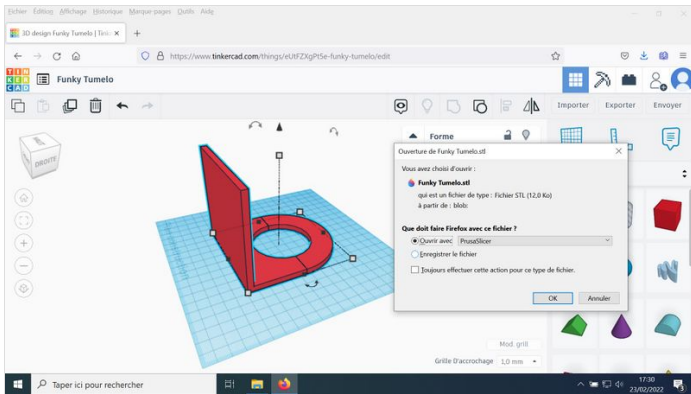 Fichier Édition Affichage Historique Marque-pages Outils Aide
3D design Funky Tumelo | Tink
https://www.tinkercad.com/things/eUtFZXgPt5e-funky-tumelo/edit
TIN
KER
CAD
Funky Tumelo
Importer Exporter Envoyer
Forme
DROITE
Ouverture de Funky Tumelo.stl
Vous avez choisi d'ouvrir :
Funky Tumelo.stl
qui est un fichier de type : Fichier STL (12,0 Ko)
à partir de : blob:
Que doit faire Firefox avec ce fichier ?
Ouvrir avec PrusaSlicer
Enregistrer le fichier
Toujours effectuer cette action pour ce type de fichier.
OK Annuler
Mod. grill
Grille D'accrochage 1,0 mm
Taper ici pour rechercher
17:30
23/02/2022